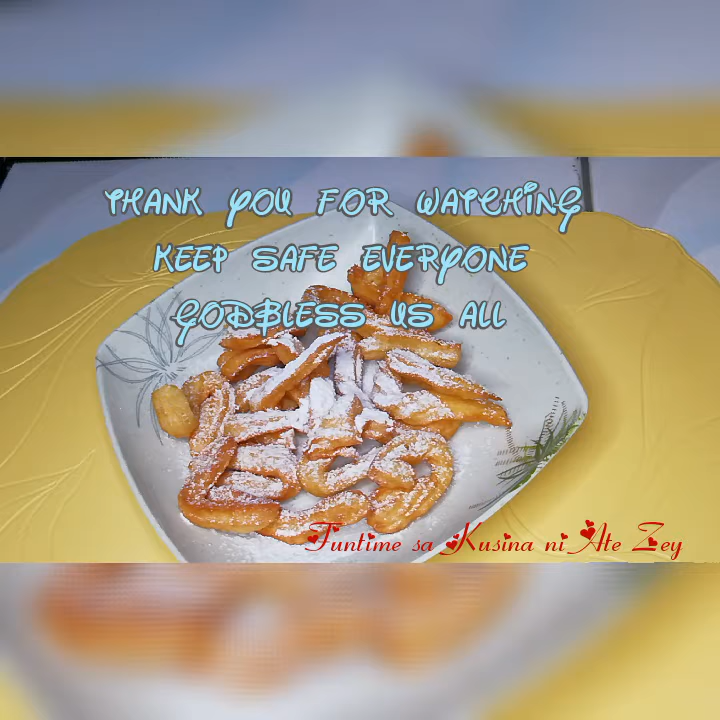 THANK YOU FOR WATCHING
KEEP SAFE EVERYONE
GODBLESS US ALL
Funtime sa Kusina ni Ate Zey